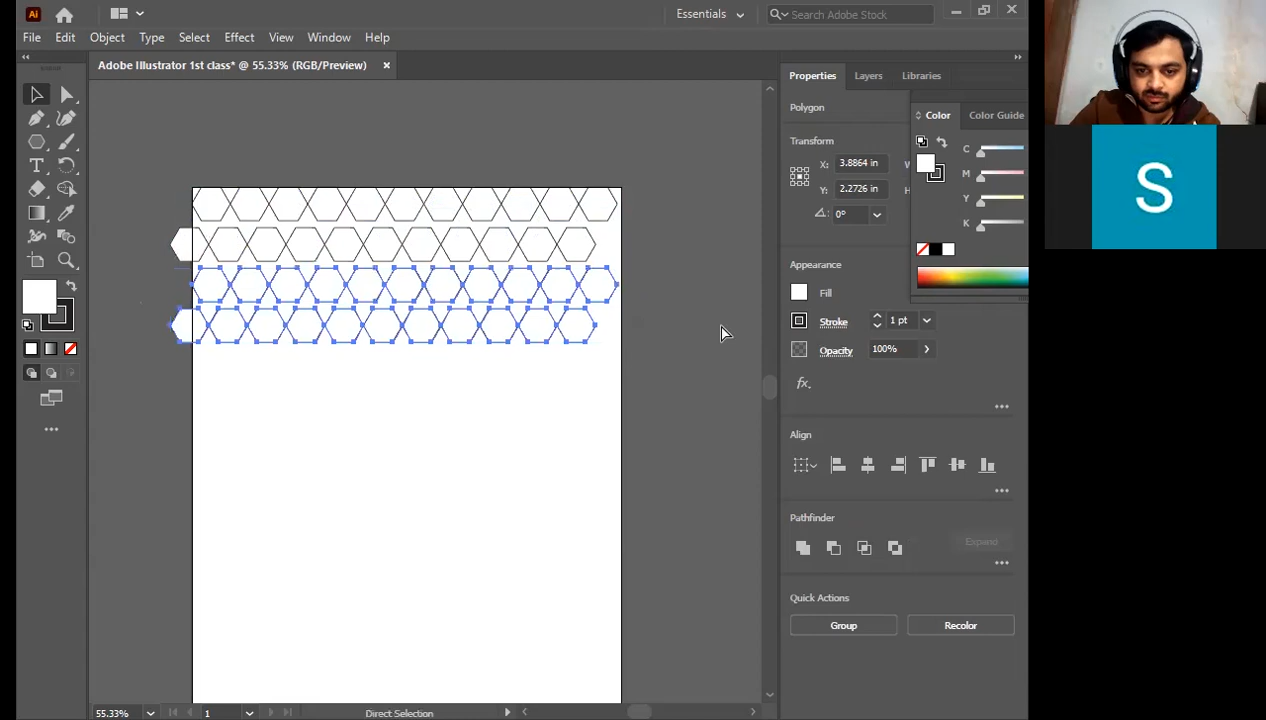 Ai
Essentials
Search Adobe Stock
File Edit Object Type Select Effect View Window Help
Adobe Illustrator 1st class* @ 55.33% (RGB/Preview) ×
Properties Layers Libraries
Polygon
Color Color Guide
Transform
X: 3.8864 in W
Y: 2.2726 in H
0°
C
M
Y
K
Appearance
Fill
Stroke 1 pt
Opacity 100%
fx.
Align
Pathfinder
Expand
Quick Actions
Group Recolor
55.33% 1 Direct Selection
S